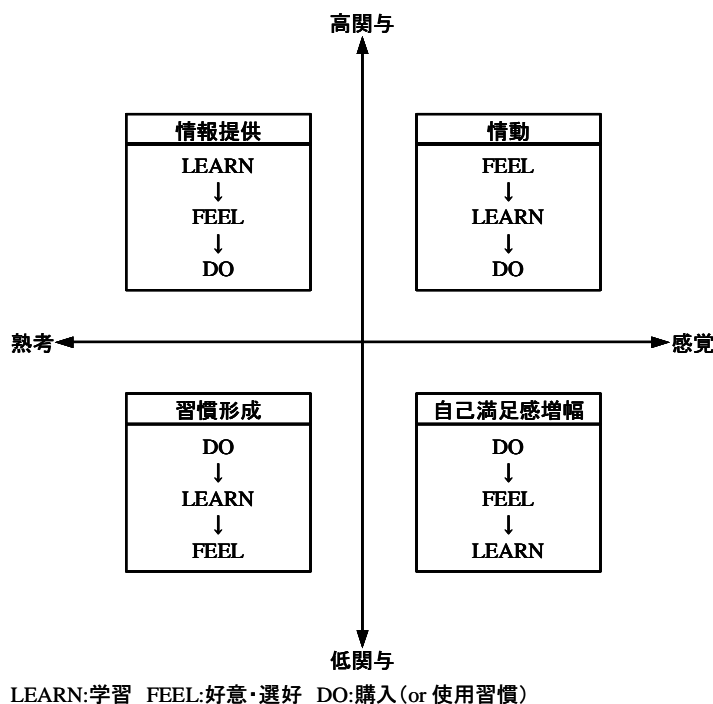 高関与
情報提供
LEARN
↓
FEEL
↓
DO
情動
FEEL
↓
LEARN
↓
DO
熟考
感覚
習慣形成
DO
↓
LEARN
↓
FEEL
自己満足感増幅
DO
↓
FEEL
↓
LEARN
低関与
LEARN:学習 FEEL:好意・選好 DO:購入(or 使用習慣)